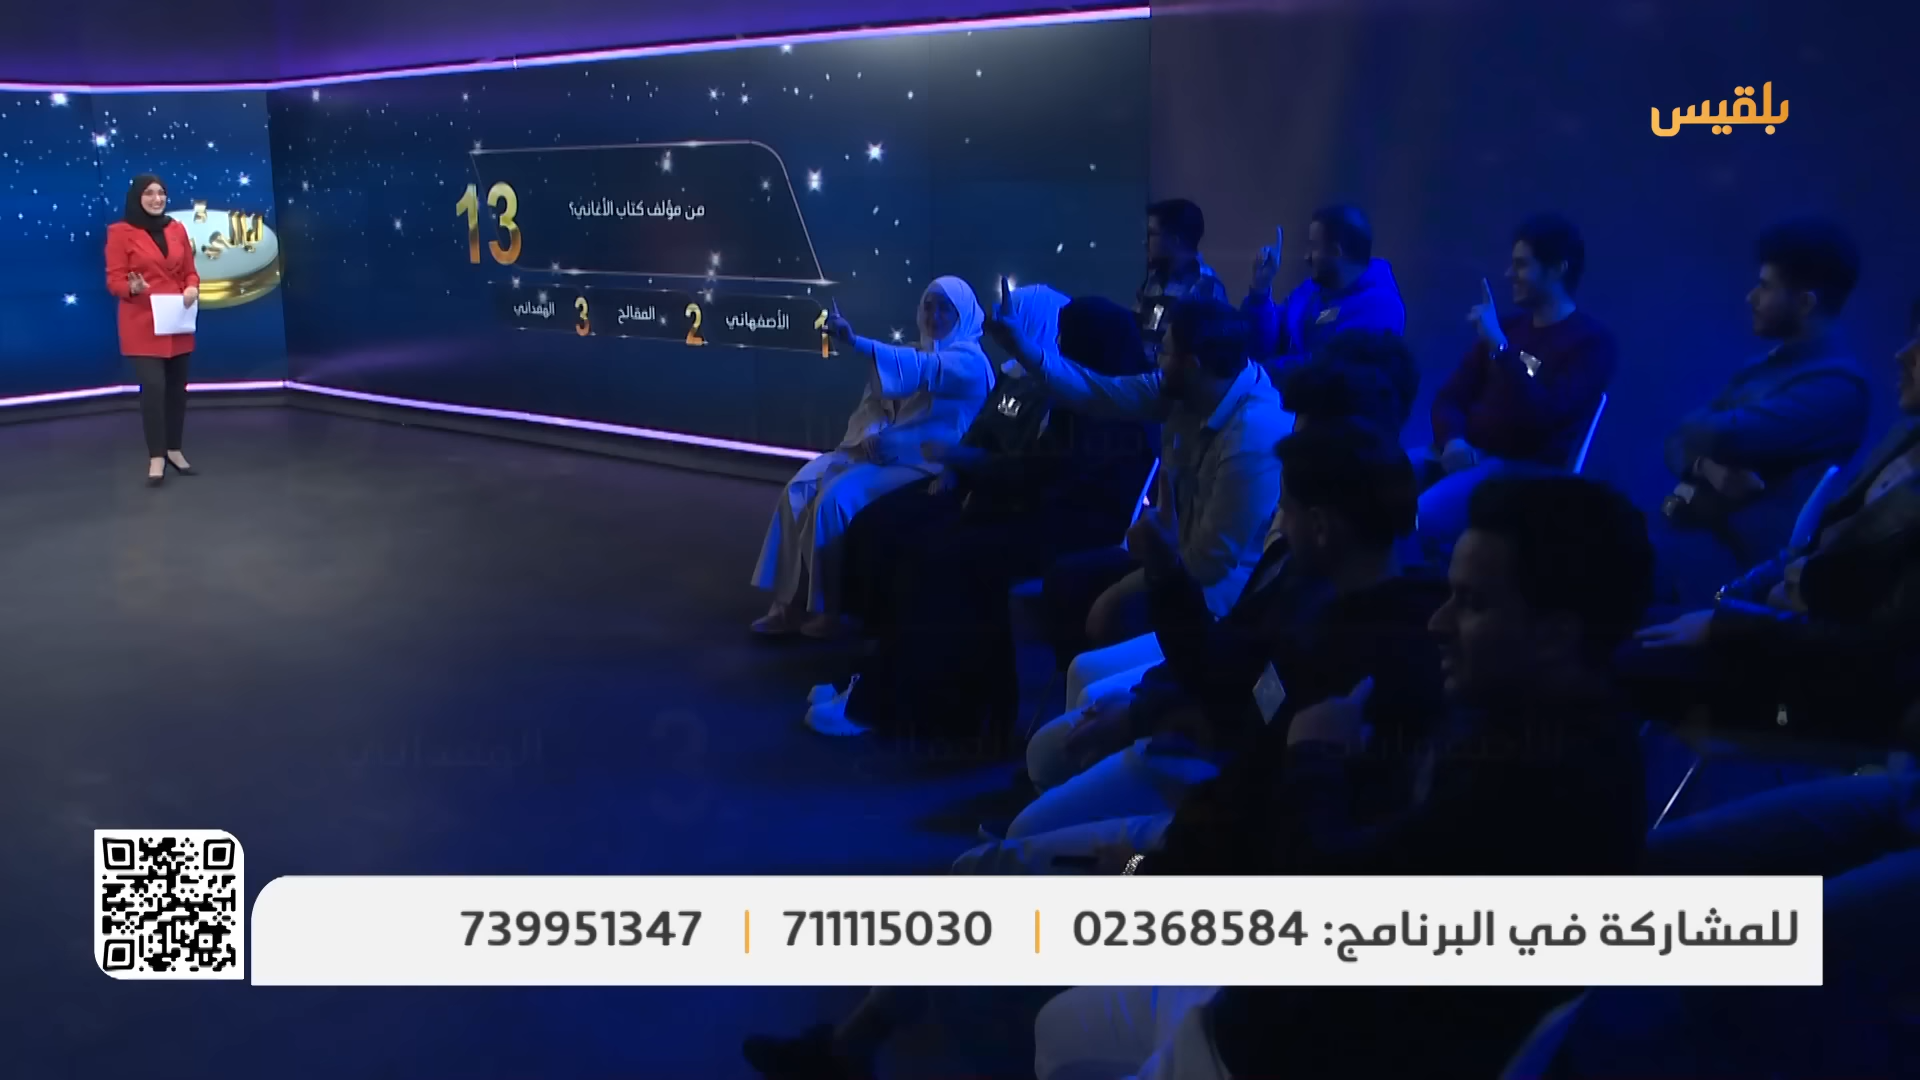 بلقيس
13
من مؤلف كتاب الأغاني؟
1 الأصفهاني 2 المقالح 3 الهمداني
للمشاركة في البرنامج: 02368584 | 711115030 | 739951347